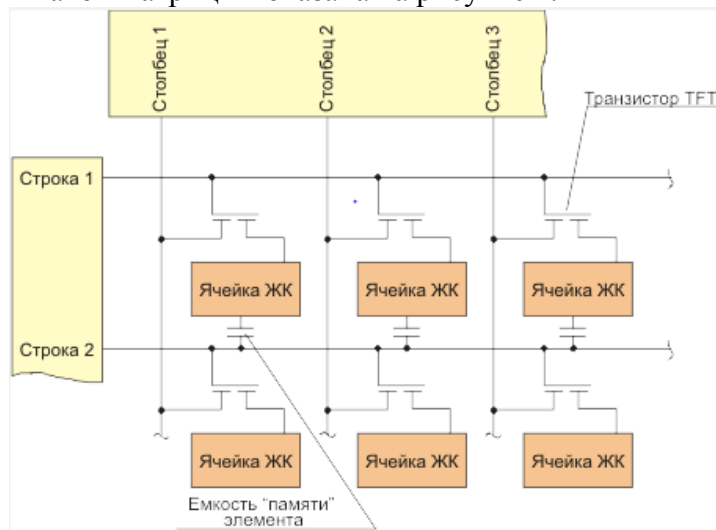 Столбец 1
Столбец 2
Столбец 3
Транзистор TFT
Строка 1
Ячейка ЖК
Ячейка ЖК
Ячейка ЖК
Строка 2
Ячейка ЖК
Ячейка ЖК
Ячейка ЖК
Емкость "памяти"
элемента